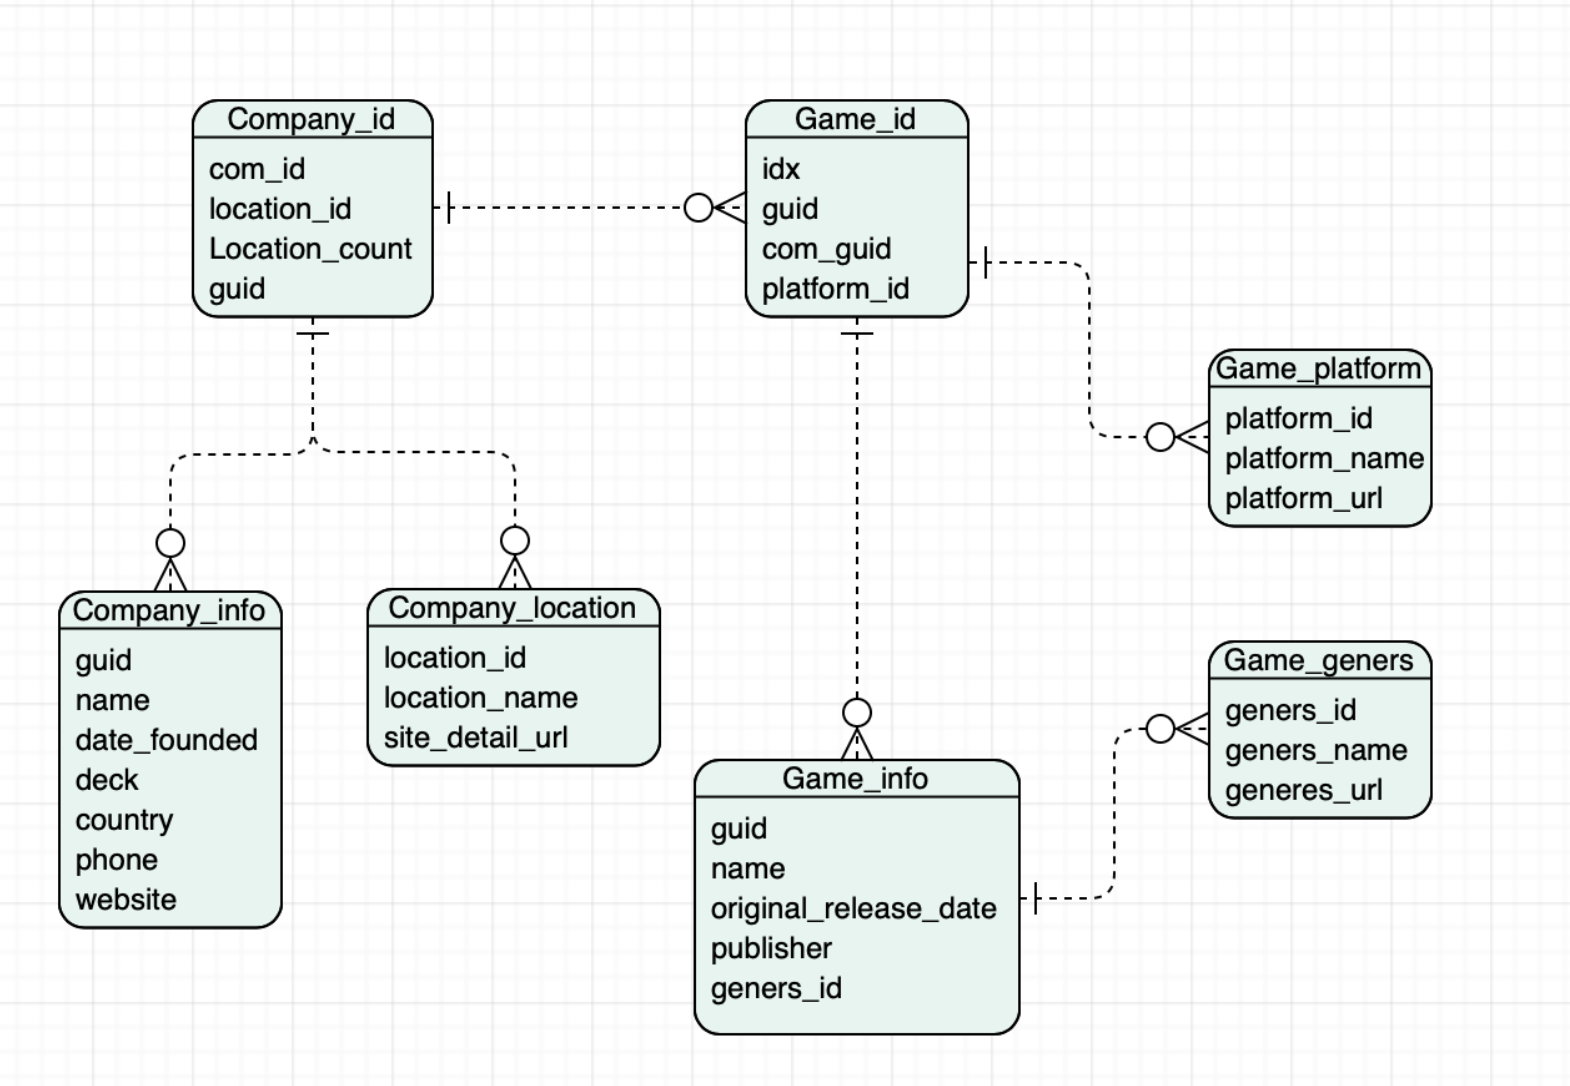 Company_id
com_id
location_id
Location_count
guid
Game_id
idx
guid
com_guid
platform_id
Game_platform
platform_id
platform_name
platform_url
Company_info
guid
name
date_founded
deck
country
phone
website
Company_location
location_id
location_name
site_detail_url
Game_info
guid
name
original_release_date
publisher
geners_id
Game_geners
geners_id
geners_name
generes_url